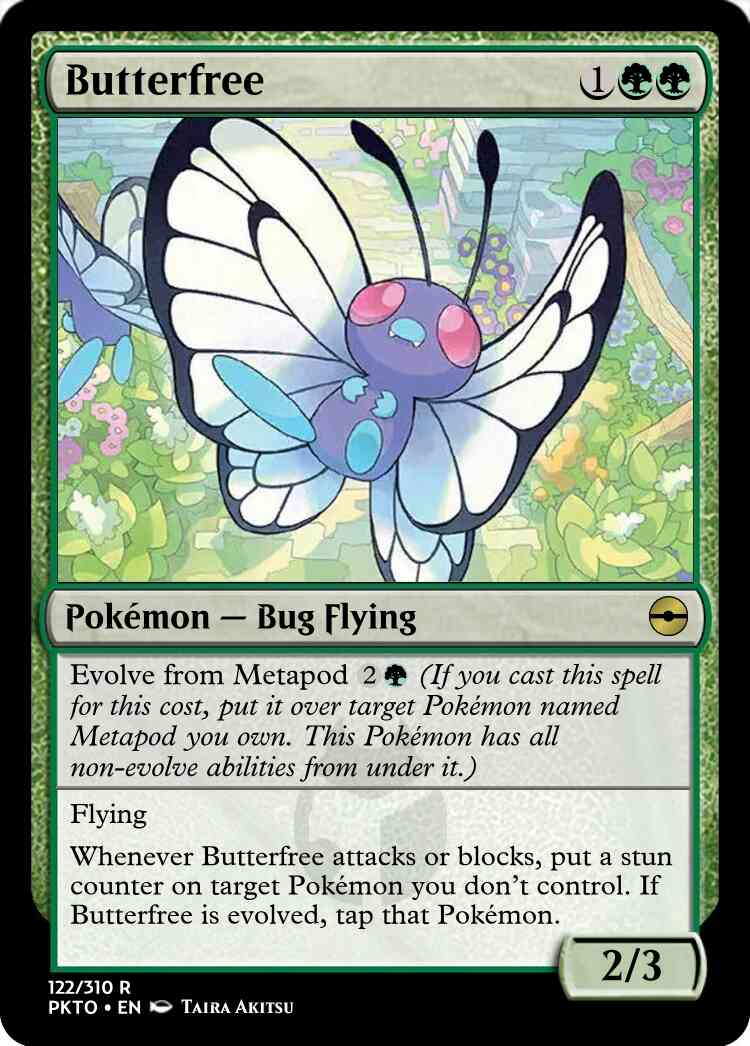 Butterfree 1
Pokémon — Bug Flying
Evolve from Metapod 2 (If you cast this spell
for this cost, put it over target Pokémon named
Metapod you own. This Pokémon has all
non-evolve abilities from under it.)
Flying
Whenever Butterfree attacks or blocks, put a stun
counter on target Pokémon you don't control. If
Butterfree is evolved, tap that Pokémon.
2/3
122/310 R
PKTO • EN Taira Akitsu